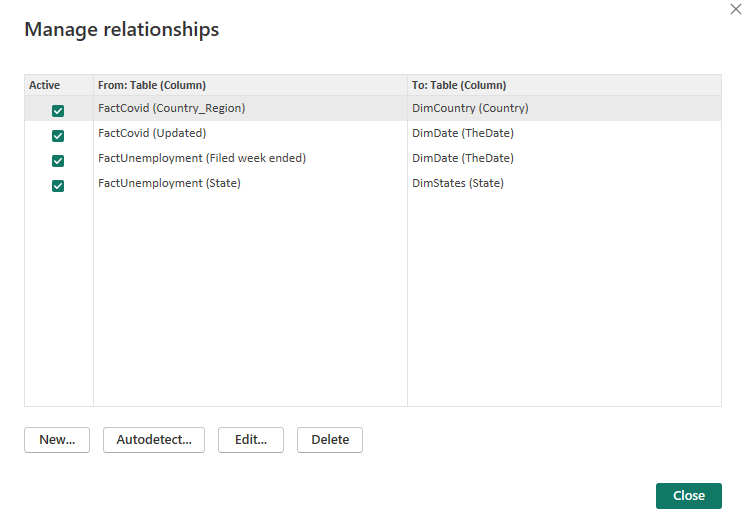 Manage relationships
Active From: Table (Column) To: Table (Column)
FactCovid (Country_Region) DimCountry (Country)
FactCovid (Updated) DimDate (TheDate)
FactUnemployment (Filed week ended) DimDate (TheDate)
FactUnemployment (State) DimStates (State)
New... Autodetect... Edit... Delete
Close